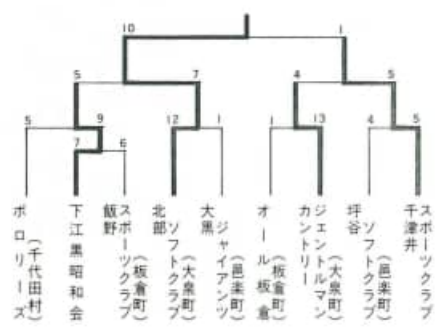 10
1
5
7
4
5
5
9
12
1
1
13
4
5
7
6
ポロリーズ
(千代田村)
下江黒昭和会
飯野
スポーツクラブ
(板倉町)
北部
ソフトクラブ
(大泉町)
大黒
ジャイアンツ
(邑楽町)
オール板倉
(板倉町)
カントリー
ジェントルマン
(大泉町)
坪谷
ソフトクラブ
(邑楽町)
千津井
スポーツクラブ